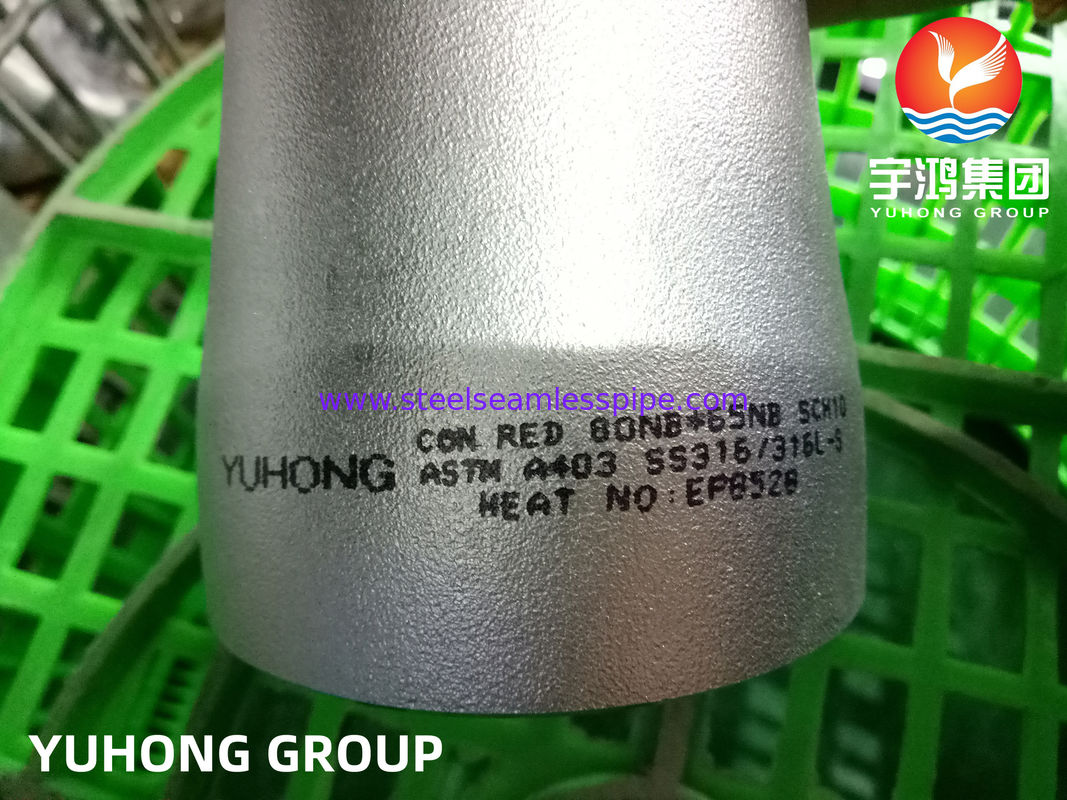 宇鸿集团
YUHONG GROUP
www.steelseamlesspipe.com
CON RED 80NB*65NB SCH10
YUHONG ASTM A403 SS316/316L-S
HEAT NO:EP8528
YUHONG GROUP